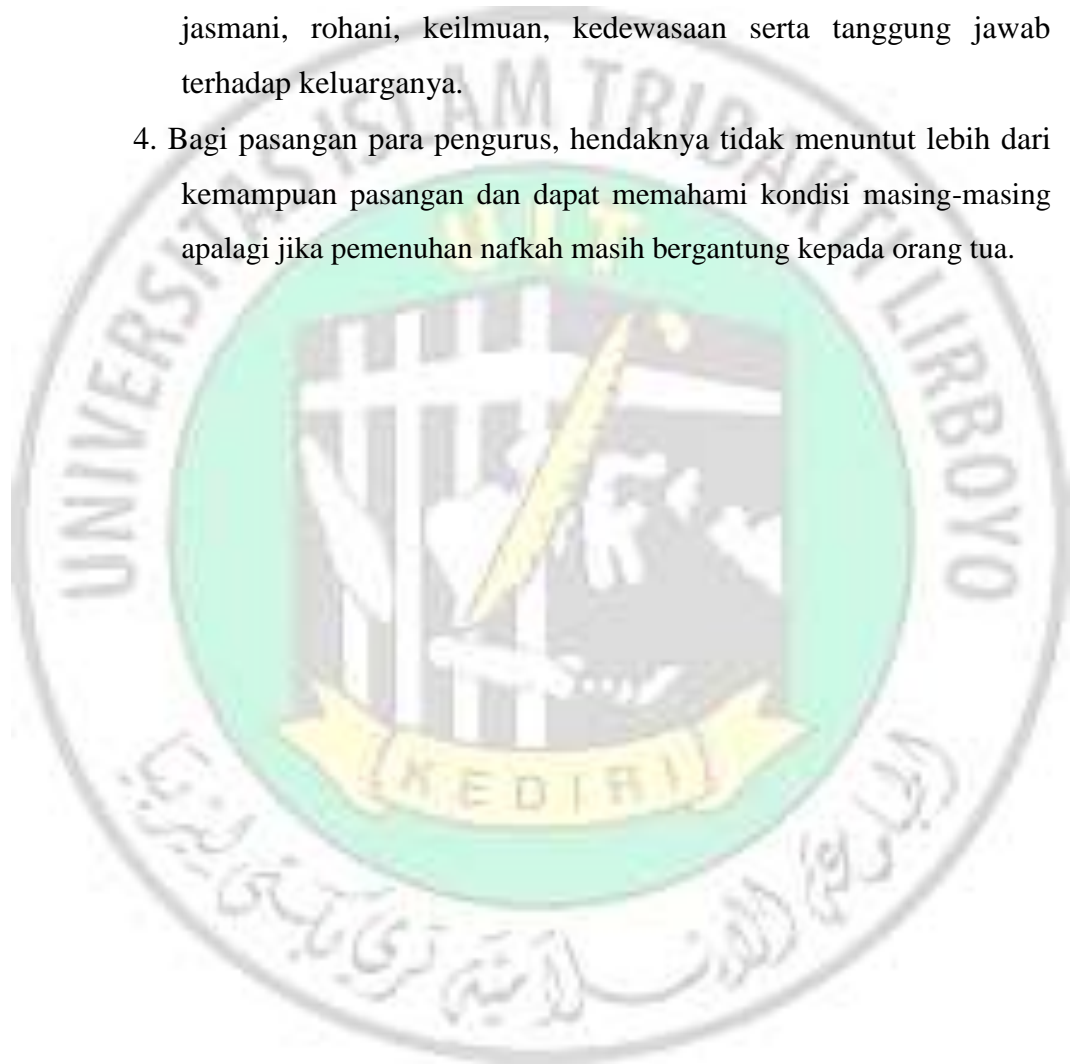 jasmani, rohani, keilmuan, kedewasaan serta tanggung jawab
terhadap keluarganya.
4. Bagi pasangan para pengurus, hendaknya tidak menuntut lebih dari
kemampuan pasangan dan dapat memahami kondisi masing-masing
apalagi jika pemenuhan nafkah masih bergantung kepada orang tua.
UNIVERSITAS ISLAM TRIBAKTI LIRBOYO
UIT
KEDIRI